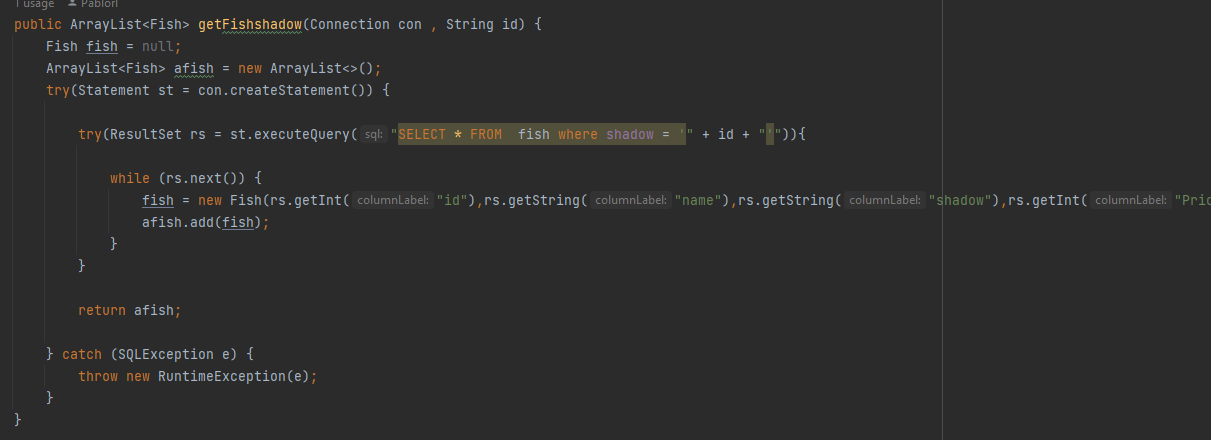 1 usage Pablorl
public ArrayList<Fish> getFishshadow(Connection con , String id) {
Fish fish = null;
ArrayList<Fish> afish = new ArrayList<>();
try(Statement st = con.createStatement()) {
try(ResultSet rs = st.executeQuery( sql: "SELECT * FROM  fish where shadow = '" + id + "'")){
while (rs.next()) {
fish = new Fish(rs.getInt( columnLabel: "id"),rs.getString( columnLabel: "name"),rs.getString( columnLabel: "shadow"),rs.getInt( columnLabel: "Pric
afish.add(fish);
}
}
return afish;
} catch (SQLException e) {
throw new RuntimeException(e);
}
}